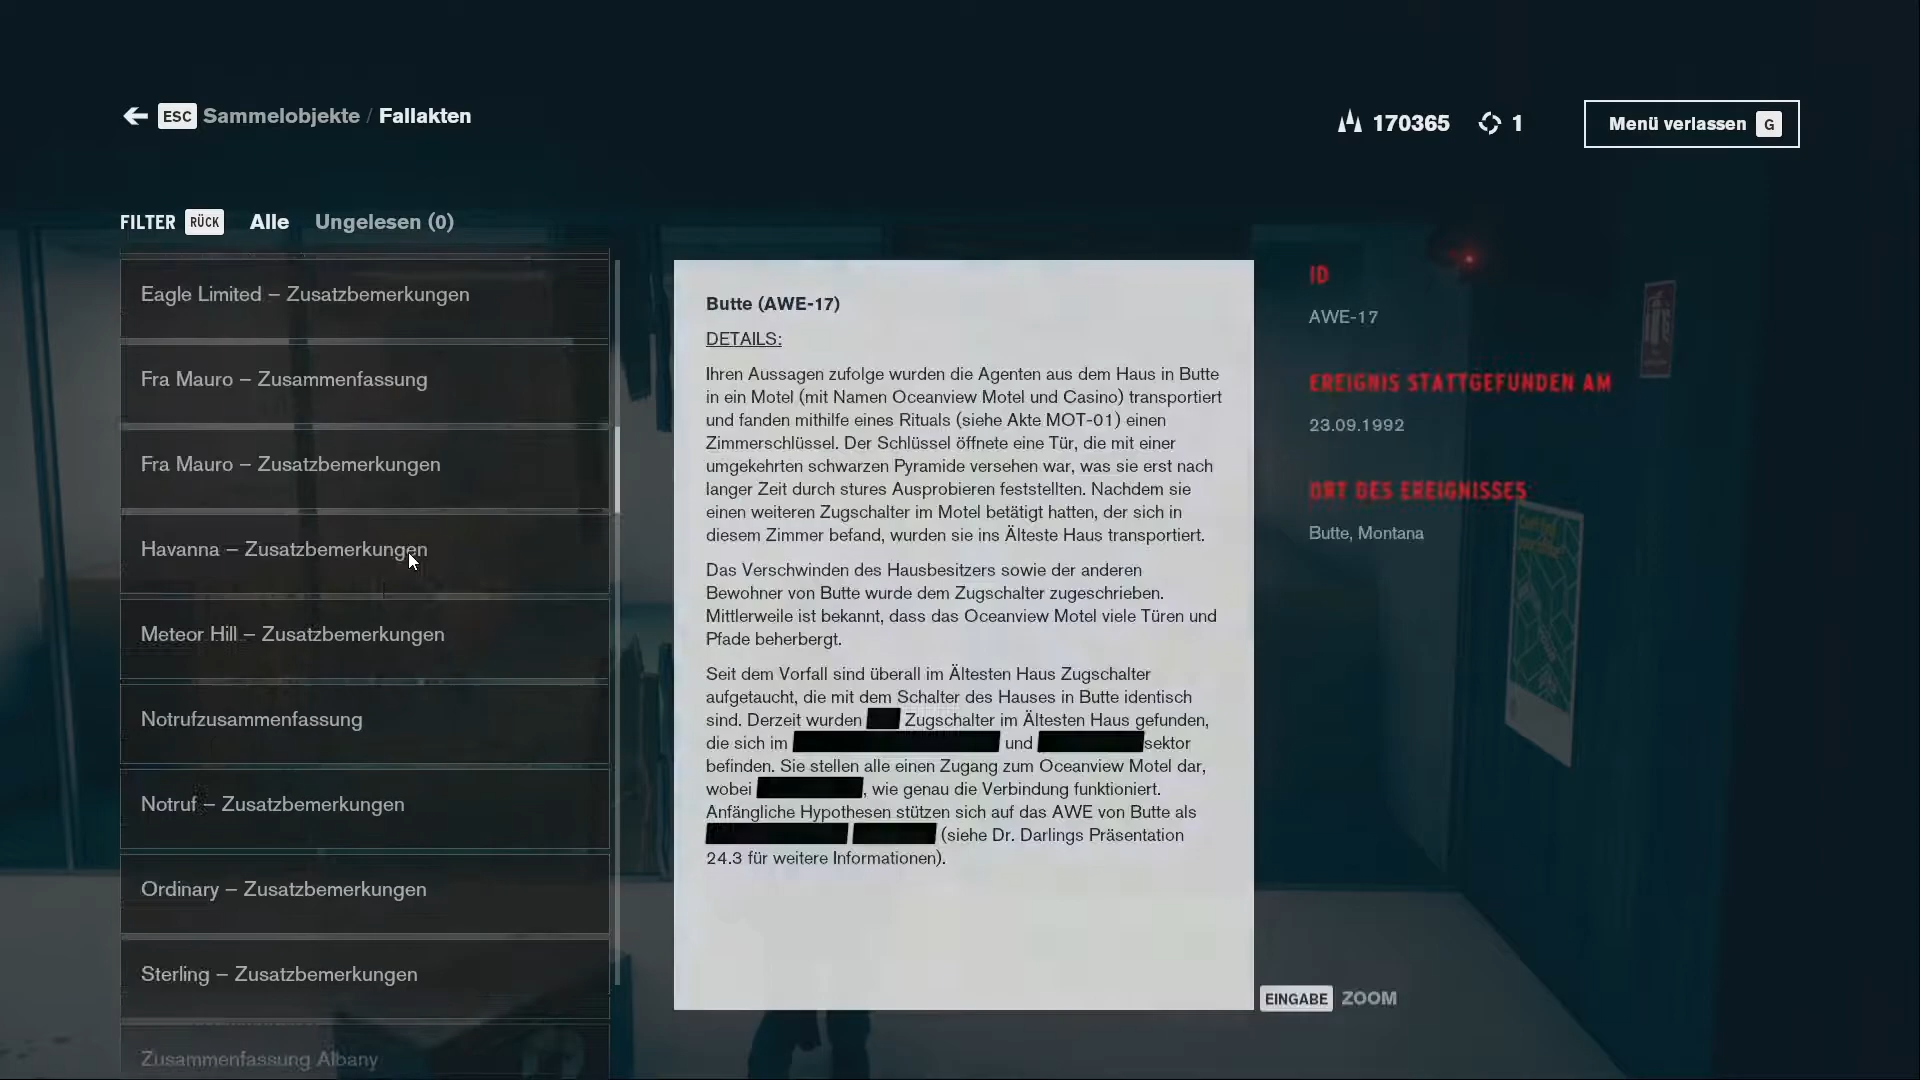 ESC Sammelobjekte / Fallakten
170365 1
Menü verlassen G
FILTER RÜCK Alle Ungelesen (0)
Eagle Limited – Zusatzbemerkungen
Fra Mauro – Zusammenfassung
Fra Mauro – Zusatzbemerkungen
Havanna – Zusatzbemerkungen
Meteor Hill – Zusatzbemerkungen
Notrufzusammenfassung
Notruf – Zusatzbemerkungen
Ordinary – Zusatzbemerkungen
Sterling – Zusatzbemerkungen
Zusammenfassung Albany
Butte (AWE-17)
DETAILS:
Ihren Aussagen zufolge wurden die Agenten aus dem Haus in Butte
in ein Motel (mit Namen Oceanview Motel und Casino) transportiert
und fanden mithilfe eines Rituals (siehe Akte MOT-01) einen
Zimmerschlüssel. Der Schlüssel öffnete eine Tür, die mit einer
umgekehrten schwarzen Pyramide versehen war, was sie erst nach
langer Zeit durch stures Ausprobieren feststellten. Nachdem sie
einen weiteren Zugschalter im Motel betätigt hatten, der sich in
diesem Zimmer befand, wurden sie ins Älteste Haus transportiert.
Das Verschwinden des Hausbesitzers sowie der anderen
Bewohner von Butte wurde dem Zugschalter zugeschrieben.
Mittlerweile ist bekannt, dass das Oceanview Motel viele Türen und
Pfade beherbergt.
Seit dem Vorfall sind überall im Ältesten Haus Zugschalter
aufgetaucht, die mit dem Schalter des Hauses in Butte identisch
sind. Derzeit wurden Zugschalter im Ältesten Haus gefunden,
die sich im und sektor
befinden. Sie stellen alle einen Zugang zum Oceanview Motel dar,
wobei , wie genau die Verbindung funktioniert.
Anfängliche Hypothesen stützen sich auf das AWE von Butte als
(siehe Dr. Darlings Präsentation
24.3 für weitere Informationen).
ID
AWE-17
EREIGNIS STATTGEFUNDEN AM
23.09.1992
ORT DES EREIGNISSES
Butte, Montana
EINGABE ZOOM